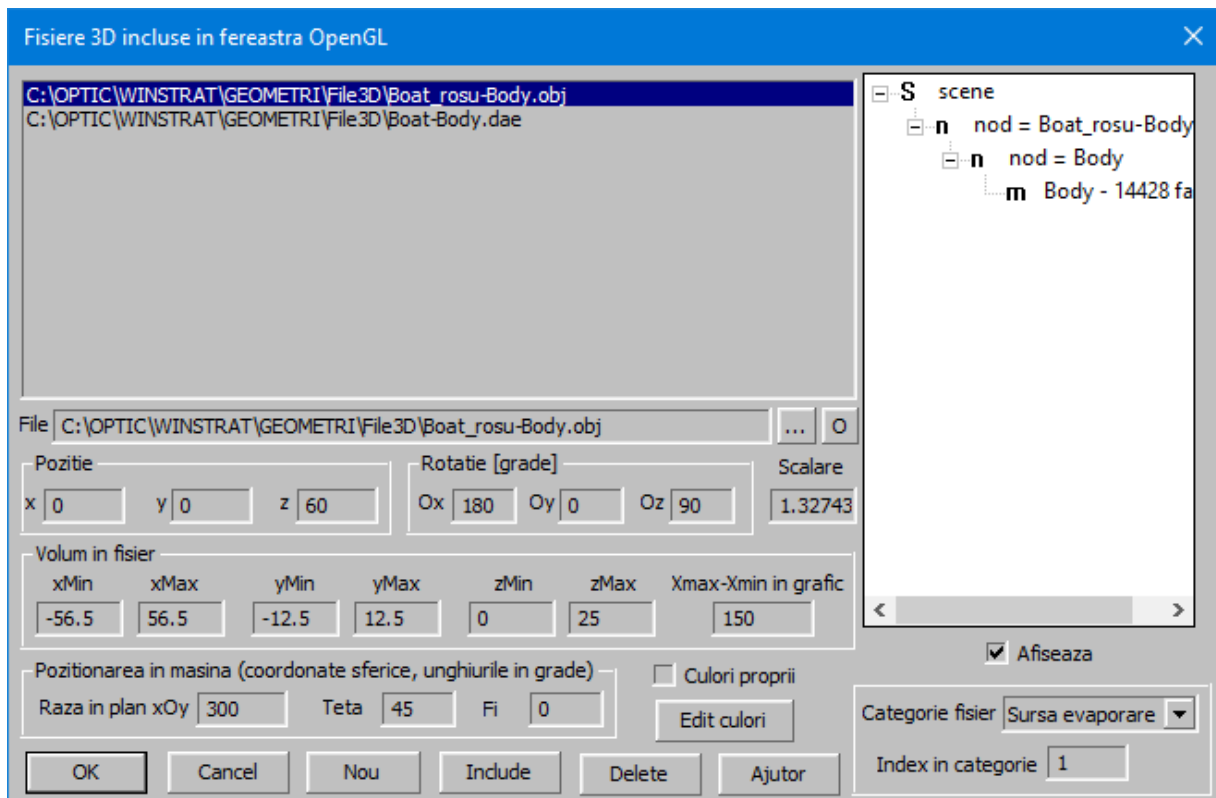 Fisiere 3D incluse in fereastra OpenGL
C:\OPTIC\WINSTRAT\GEOMETRI\File3D\Boat_rosu-Body.obj
C:\OPTIC\WINSTRAT\GEOMETRI\File3D\Boat-Body.dae
S scene
n nod = Boat_rosu-Body
n nod = Body
m Body - 14428 fa
File C:\OPTIC\WINSTRAT\GEOMETRI\File3D\Boat_rosu-Body.obj ... O
Pozitie
x 0 y 0 z 60
Rotatie [grade]
Ox 180 Oy 0 Oz 90
Scalare
1.32743
Volum in fisier
xMin xMax yMin yMax zMin zMax Xmax-Xmin in grafic
-56.5 56.5 -12.5 12.5 0 25 150
Afiseaza
Pozitionarea in masina (coordonate sferice, unghiurile in grade)
Raza in plan xOy 300 Teta 45 Fi 0
Culori proprii
Edit culori
Categorie fisier Sursa evaporare
Index in categorie 1
OK Cancel Nou Include Delete Ajutor